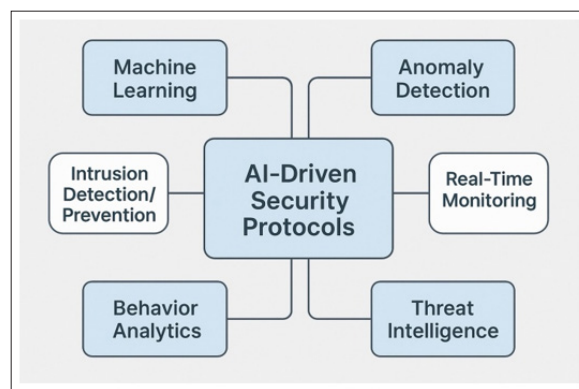 Machine
Learning
Anomaly
Detection
Intrusion
Detection/
Prevention
AI-Driven
Security
Protocols
Real-Time
Monitoring
Behavior
Analytics
Threat
Intelligence